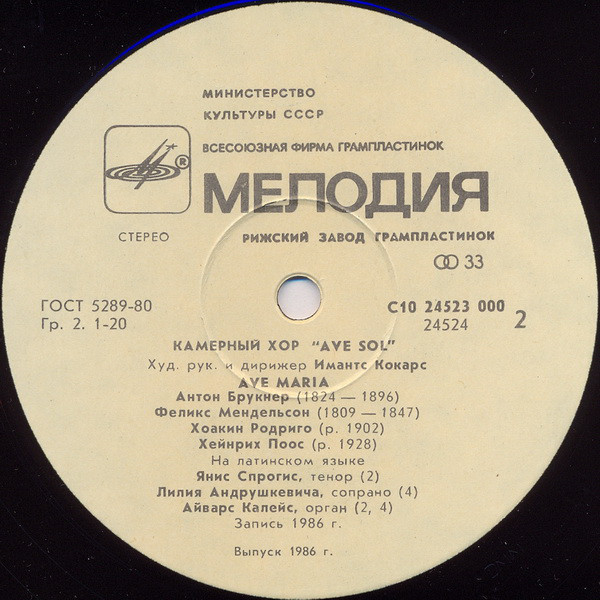 МИНИСТЕРСТВО
КУЛЬТУРЫ СССР
ВСЕСОЮЗНАЯ ФИРМА ГРАМПЛАСТИНОК
®
МЕЛОДИЯ
СТЕРЕО
РИЖСКИЙ ЗАВОД ГРАМПЛАСТИНОК
33
ГОСТ 5289-80
Гр. 2. 1-20
С10 24523 000
24524
2
КАМЕРНЫЙ ХОР "AVE SOL"
Худ. рук. и дирижер Имантс Кокарс
AVE MARIA
Антон Брукнер (1824 — 1896)
Феликс Мендельсон (1809 — 1847)
Хоакин Родриго (р. 1902)
Хейнрих Поос (р. 1928)
На латинском языке
Янис Спрогис, тенор (2)
Лилия Андрушкевича, сопрано (4)
Айварс Калейс, орган (2, 4)
Запись 1986 г.
Выпуск 1986 г.